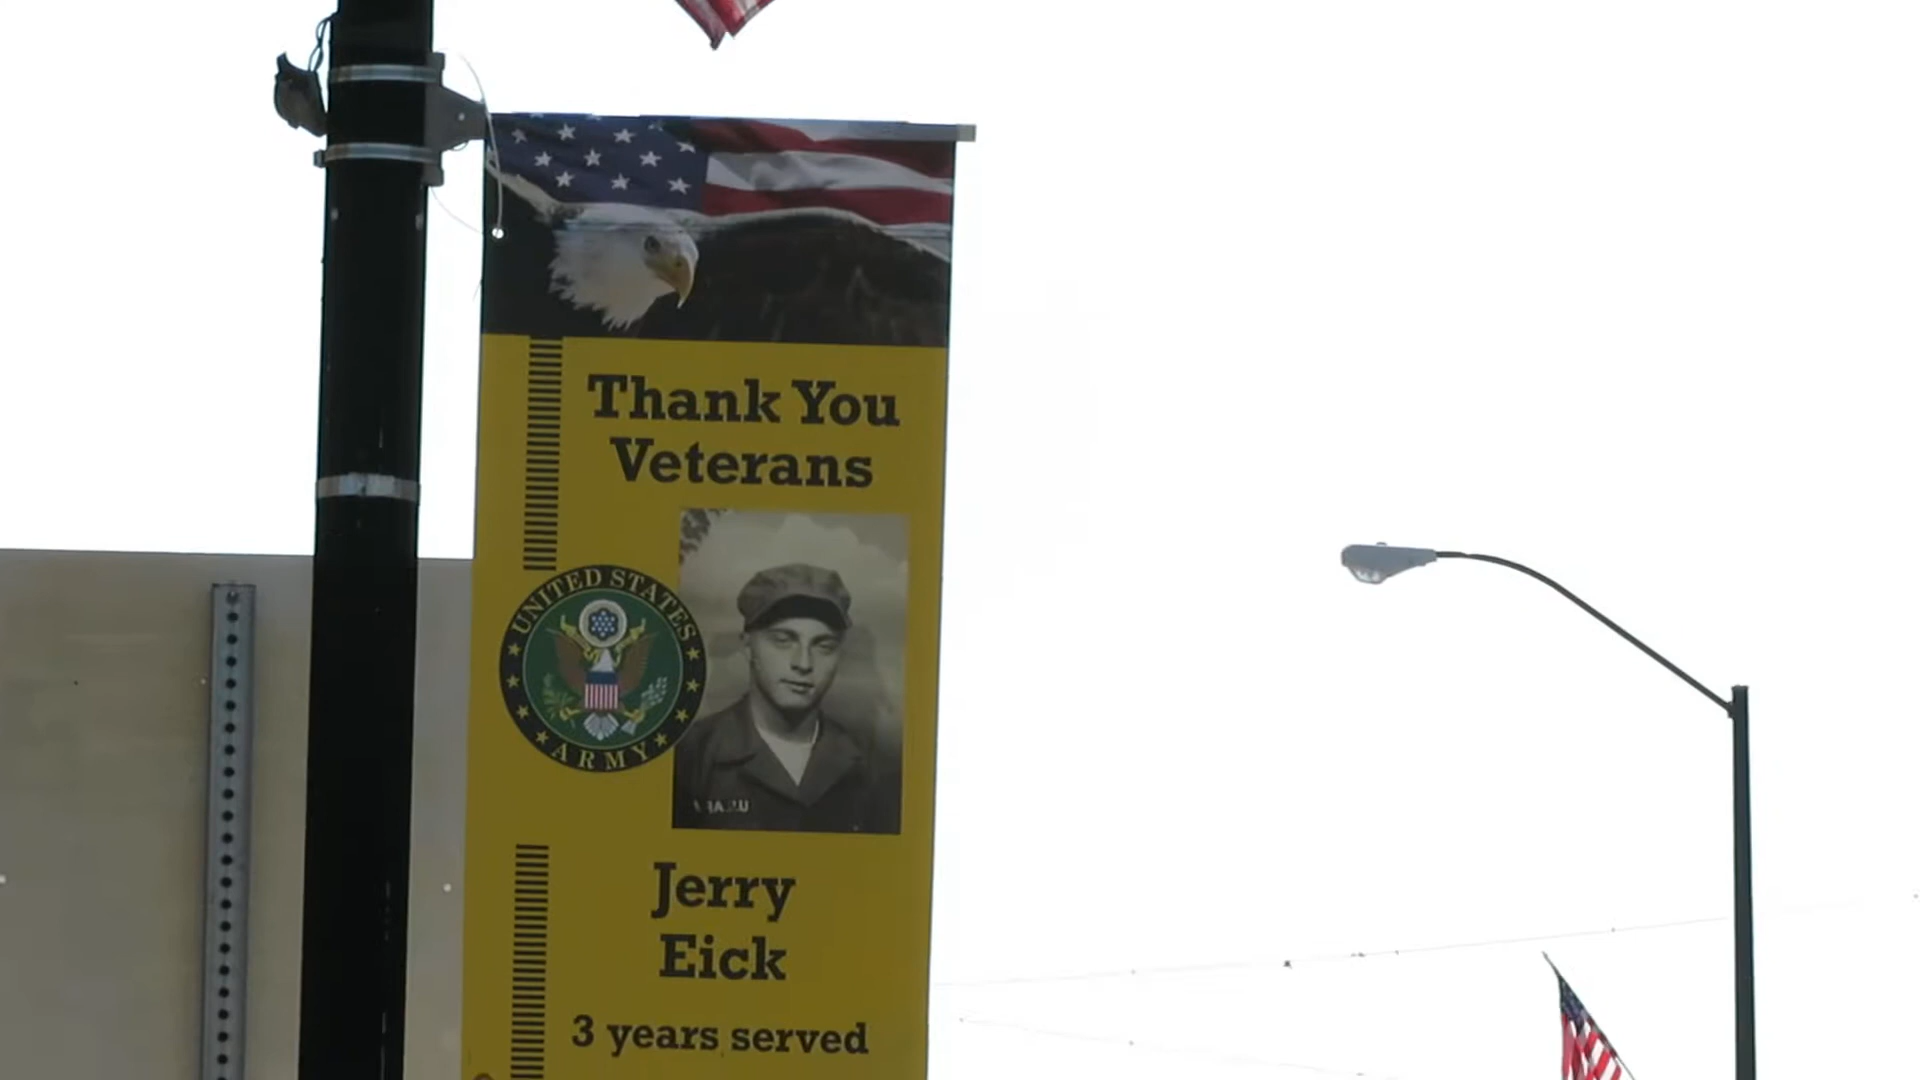 Thank You
Veterans
UNITED STATES
ARMY
Jerry
Eick
3 years served